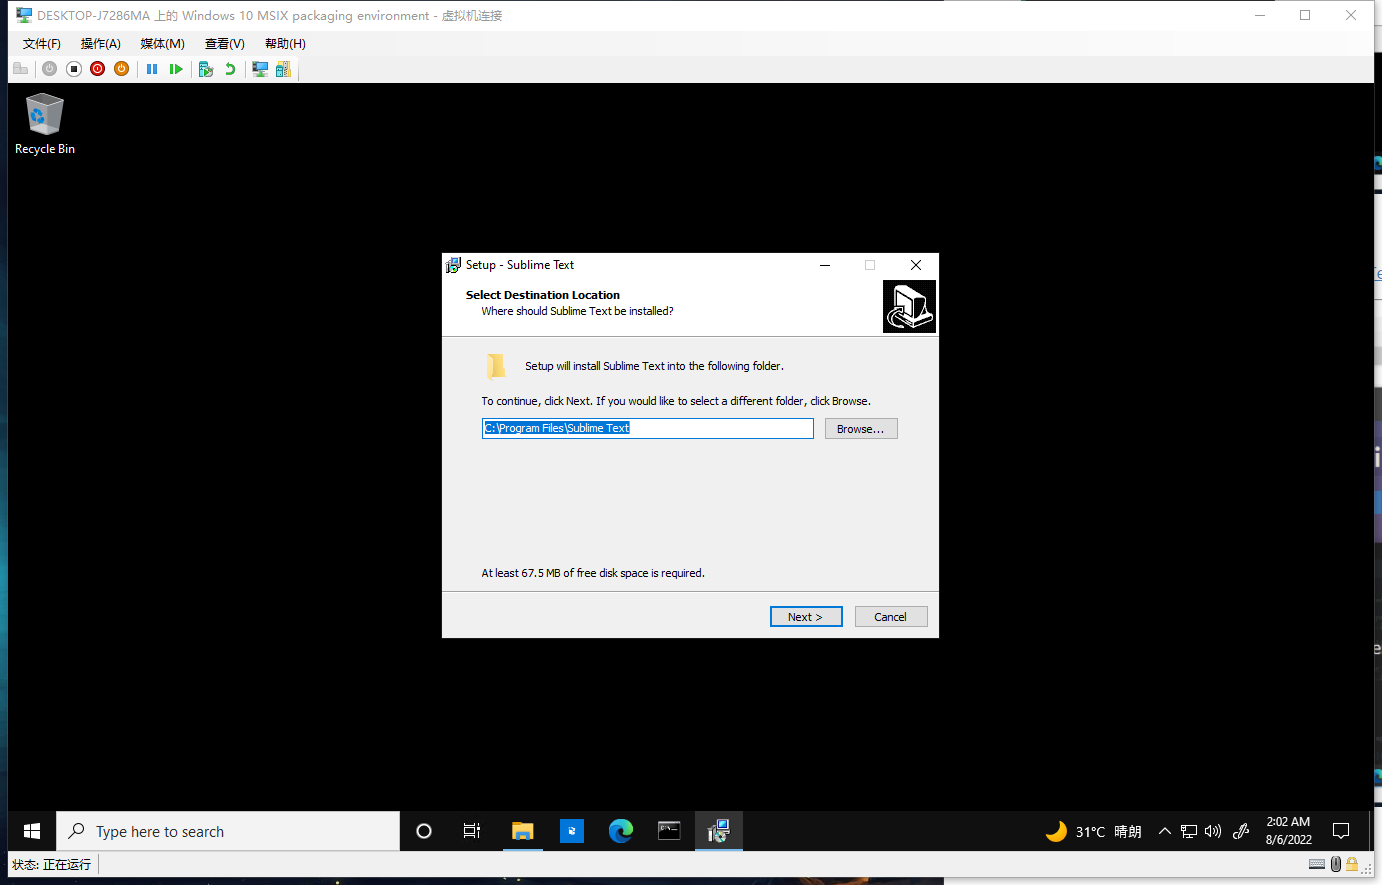 DESKTOP-J7286MA 上的 Windows 10 MSIX packaging environment - 虚拟机连接
文件(F) 操作(A) 媒体(M) 查看(V) 帮助(H)
Recycle Bin
Setup - Sublime Text
Select Destination Location
Where should Sublime Text be installed?
Setup will install Sublime Text into the following folder.
To continue, click Next. If you would like to select a different folder, click Browse.
C:\Program Files\Sublime Text
Browse...
At least 67.5 MB of free disk space is required.
Next >
Cancel
Type here to search
31°C 晴朗
2:02 AM
8/6/2022
状态: 正在运行